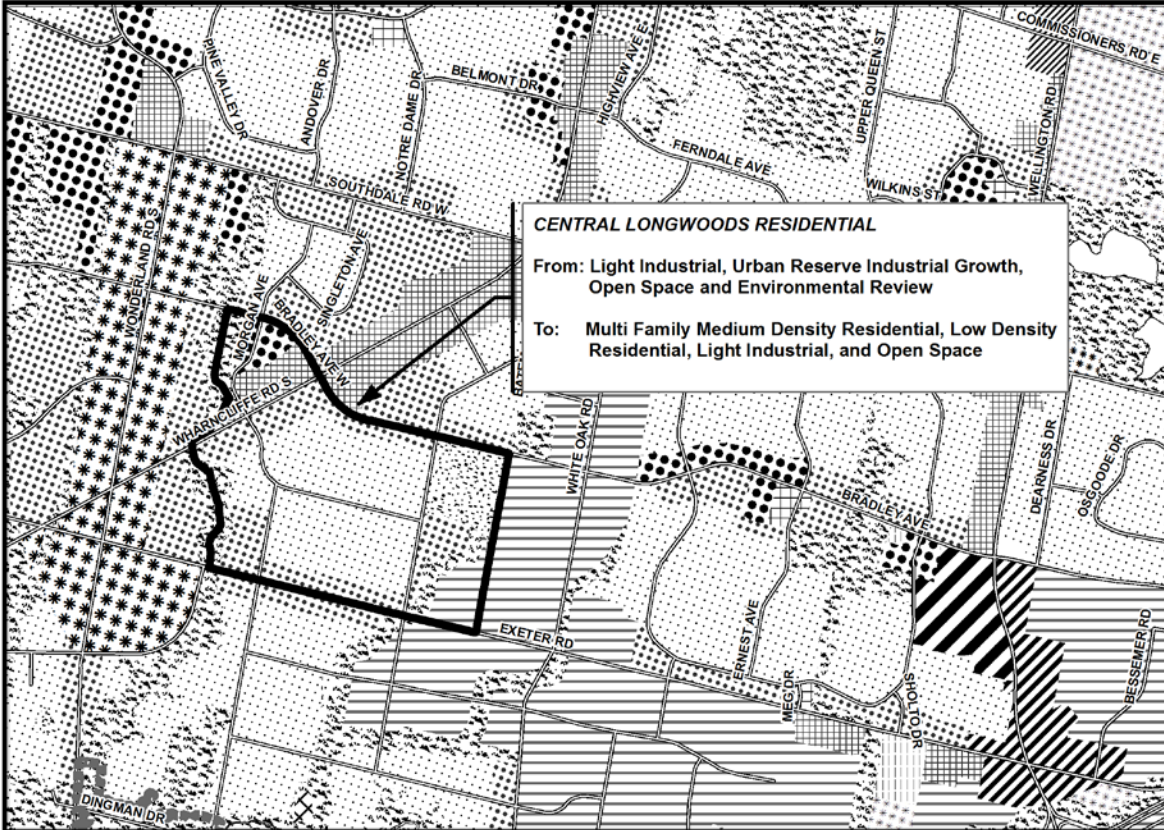 COMMISSIONERS RD E
PINE VALLEY DR
ANDOVER DR
NOTRE DAME DR
BELMONT DR
HIGHVIEW AVE E
UPPER QUEEN ST
WELLINGTON RD
FERNDALE AVE
WILKINS ST
SOUTHDALE RD W
WONDERLAND RD S
SINGLETON AVE
MORGAN AVE
BRADLEY AVE W
WHARNCLIFFE RD S
CENTRAL LONGWOODS RESIDENTIAL
From: Light Industrial, Urban Reserve Industrial Growth,
Open Space and Environmental Review
To: Multi Family Medium Density Residential, Low Density
Residential, Light Industrial, and Open Space
WHITE OAK RD
DEARNESS DR
OSGOODE DR
BRADLEY AVE
EXETER RD
ERNEST AVE
MEG DR
SHOLTO DR
BESSEMER RD
DINGMAN DR